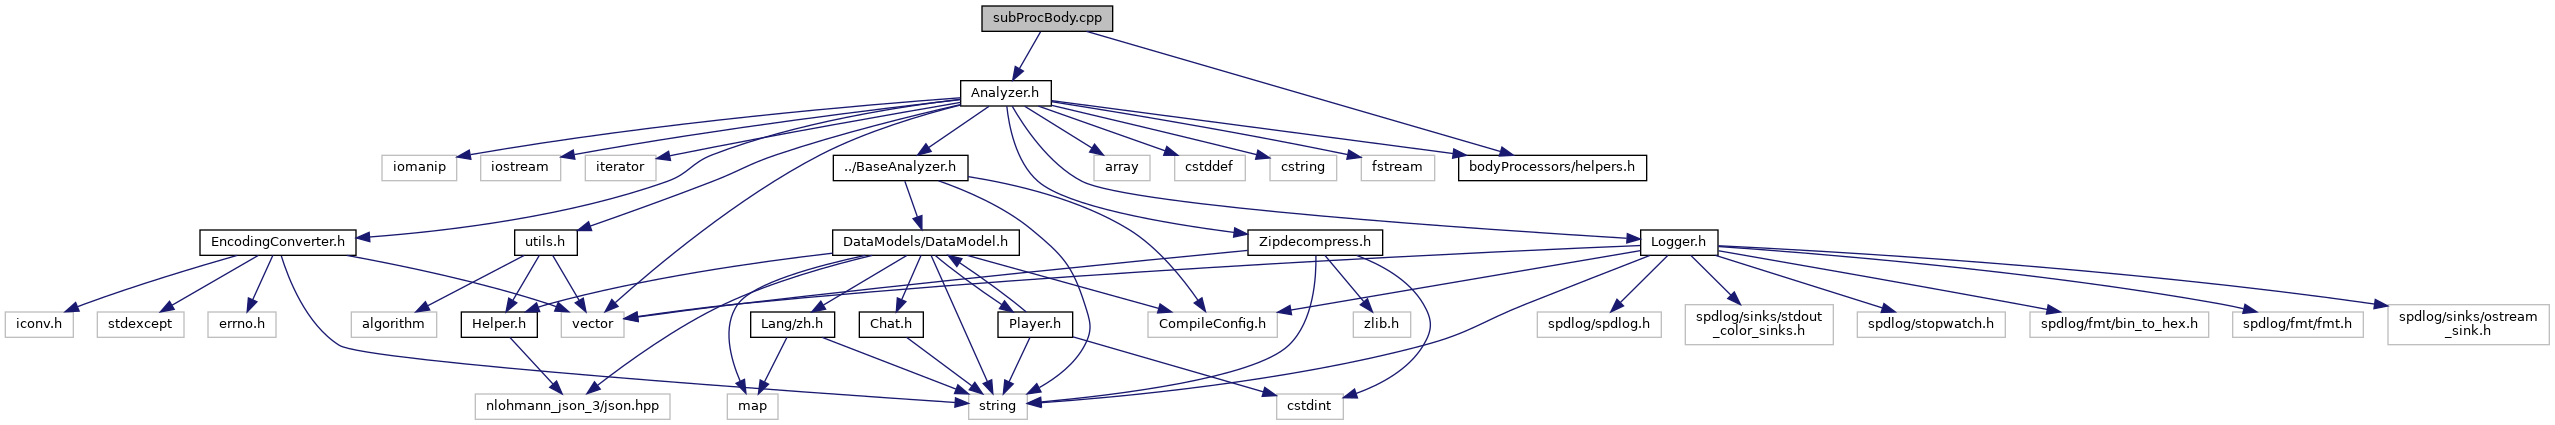 subProcBody.cpp
Analyzer.h
iomanip
iostream
iterator
../BaseAnalyzer.h
array
cstddef
cstring
fstream
bodyProcessors/helpers.h
EncodingConverter.h
utils.h
DataModels/DataModel.h
Zipdecompress.h
Logger.h
iconv.h
stdexcept
errno.h
algorithm
Helper.h
vector
Lang/zh.h
Chat.h
Player.h
CompileConfig.h
zlib.h
spdlog/spdlog.h
spdlog/sinks/stdout
_color_sinks.h
spdlog/stopwatch.h
spdlog/fmt/bin_to_hex.h
spdlog/fmt/fmt.h
spdlog/sinks/ostream
_sink.h
nlohmann_json_3/json.hpp
map
string
cstdint